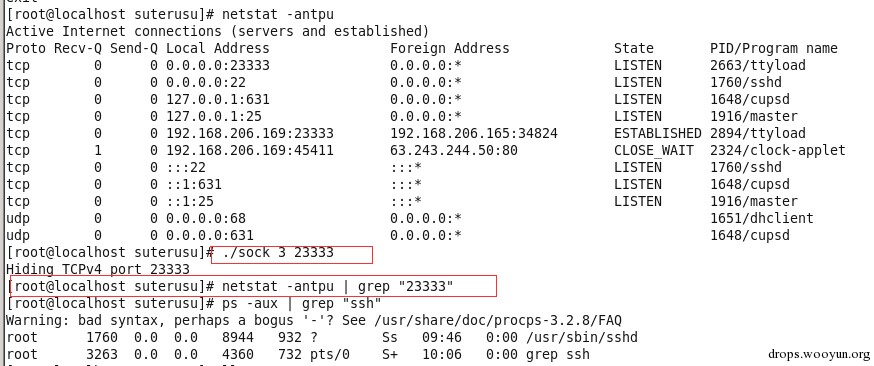 [root@localhost suterusu]# netstat -antpu
Active Internet connections (servers and established)
Proto Recv-Q Send-Q Local Address               Foreign Address             State       PID/Program name
tcp        0      0 0.0.0.0:23333               0.0.0.0:*                   LISTEN      2663/ttyload
tcp        0      0 0.0.0.0:22                  0.0.0.0:*                   LISTEN      1760/sshd
tcp        0      0 127.0.0.1:631               0.0.0.0:*                   LISTEN      1648/cupsd
tcp        0      0 127.0.0.1:25                0.0.0.0:*                   LISTEN      1916/master
tcp        0      0 192.168.206.169:23333       192.168.206.165:34824       ESTABLISHED 2894/ttyload
tcp        1      0 192.168.206.169:45411       63.243.244.50:80            CLOSE_WAIT  2324/clock-applet
tcp        0      0 :::22                       :::*                        LISTEN      1760/sshd
tcp        0      0 ::1:631                     :::*                        LISTEN      1648/cupsd
tcp        0      0 ::1:25                      :::*                        LISTEN      1916/master
udp        0      0 0.0.0.0:68                  0.0.0.0:*                               1651/dhclient
udp        0      0 0.0.0.0:631                 0.0.0.0:*                               1648/cupsd
[root@localhost suterusu]# ./sock 3 23333
Hiding TCPv4 port 23333
[root@localhost suterusu]# netstat -antpu | grep "23333"
[root@localhost suterusu]# ps -aux | grep "ssh"
Warning: bad syntax, perhaps a bogus '-'? See /usr/share/doc/procps-3.2.8/FAQ
root      1760  0.0  0.0   8944   932 ?        Ss   09:46   0:00 /usr/sbin/sshd
root      3263  0.0  0.0   4360   732 pts/0    S+   10:06   0:00 grep ssh
drops.wooyun.org